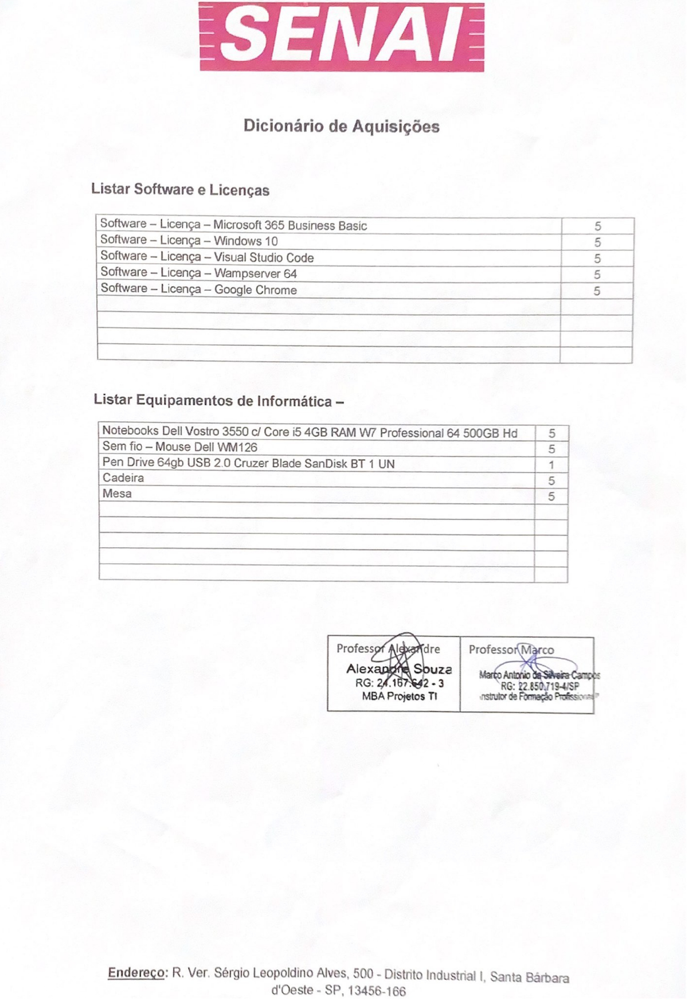 SENAI
Dicionário de Aquisições
Listar Software e Licenças
Software – Licença – Microsoft 365 Business Basic 5
Software – Licença – Windows 10 5
Software – Licença – Visual Studio Code 5
Software – Licença – Wampserver 64 5
Software – Licença – Google Chrome 5
Listar Equipamentos de Informática –
Notebooks Dell Vostro 3550 c/ Core i5 4GB RAM W7 Professional 64 500GB Hd 5
Sem fio – Mouse Dell WM126 5
Pen Drive 64gb USB 2.0 Cruzer Blade SanDisk BT 1 UN 1
Cadeira 5
Mesa 5
Professor Alexandre
Alexandre Souza
RG: 24.167.642 - 3
MBA Projetos TI
Professor Marco
Marco Antonio da Silveira Campos
RG: 22.850.719-4/SP
Instrutor de Formação Profissional
Endereço: R. Ver. Sérgio Leopoldino Alves, 500 - Distrito Industrial I, Santa Bárbara
d'Oeste - SP, 13456-166